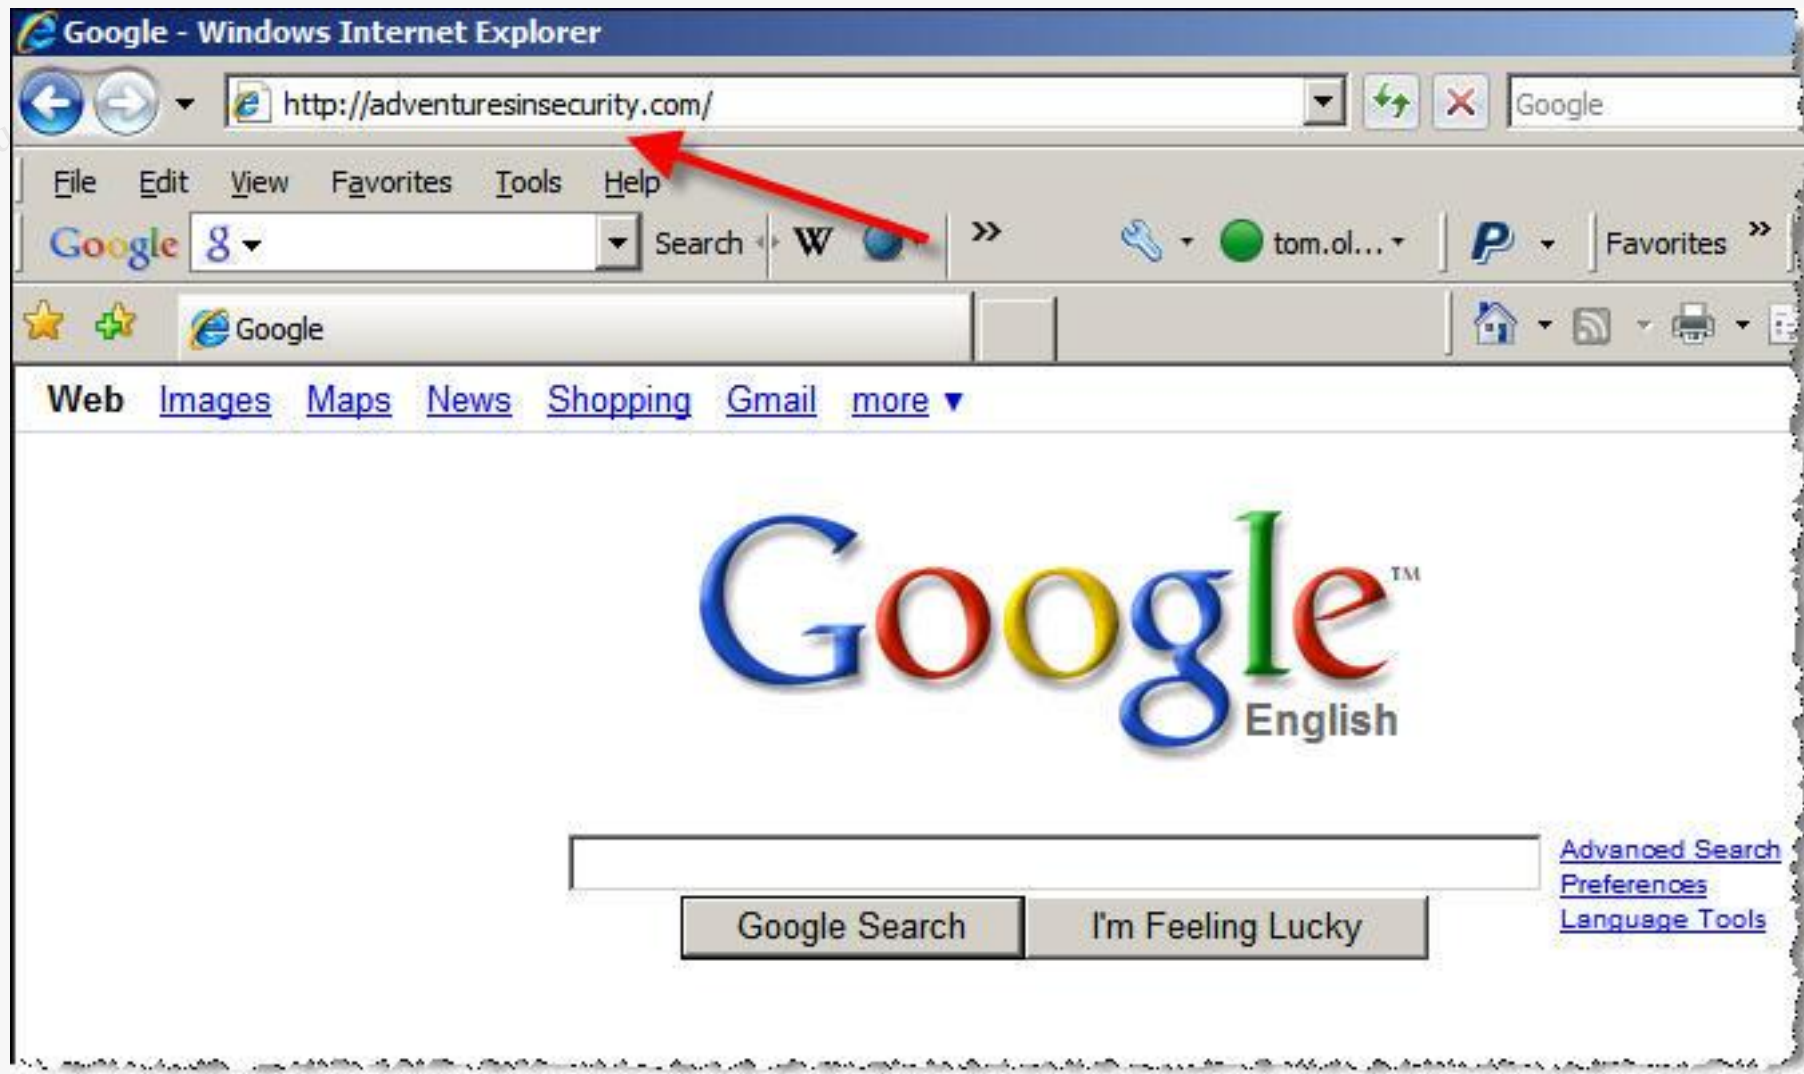 Google - Windows Internet Explorer
http://adventuresinsecurity.com/ Google
File Edit View Favorites Tools Help
Google g Search W » tom.ol... P Favorites »
Google
Web Images Maps News Shopping Gmail more ▼
Google™
English
Advanced Search
Preferences
Google Search I'm Feeling Lucky Language Tools